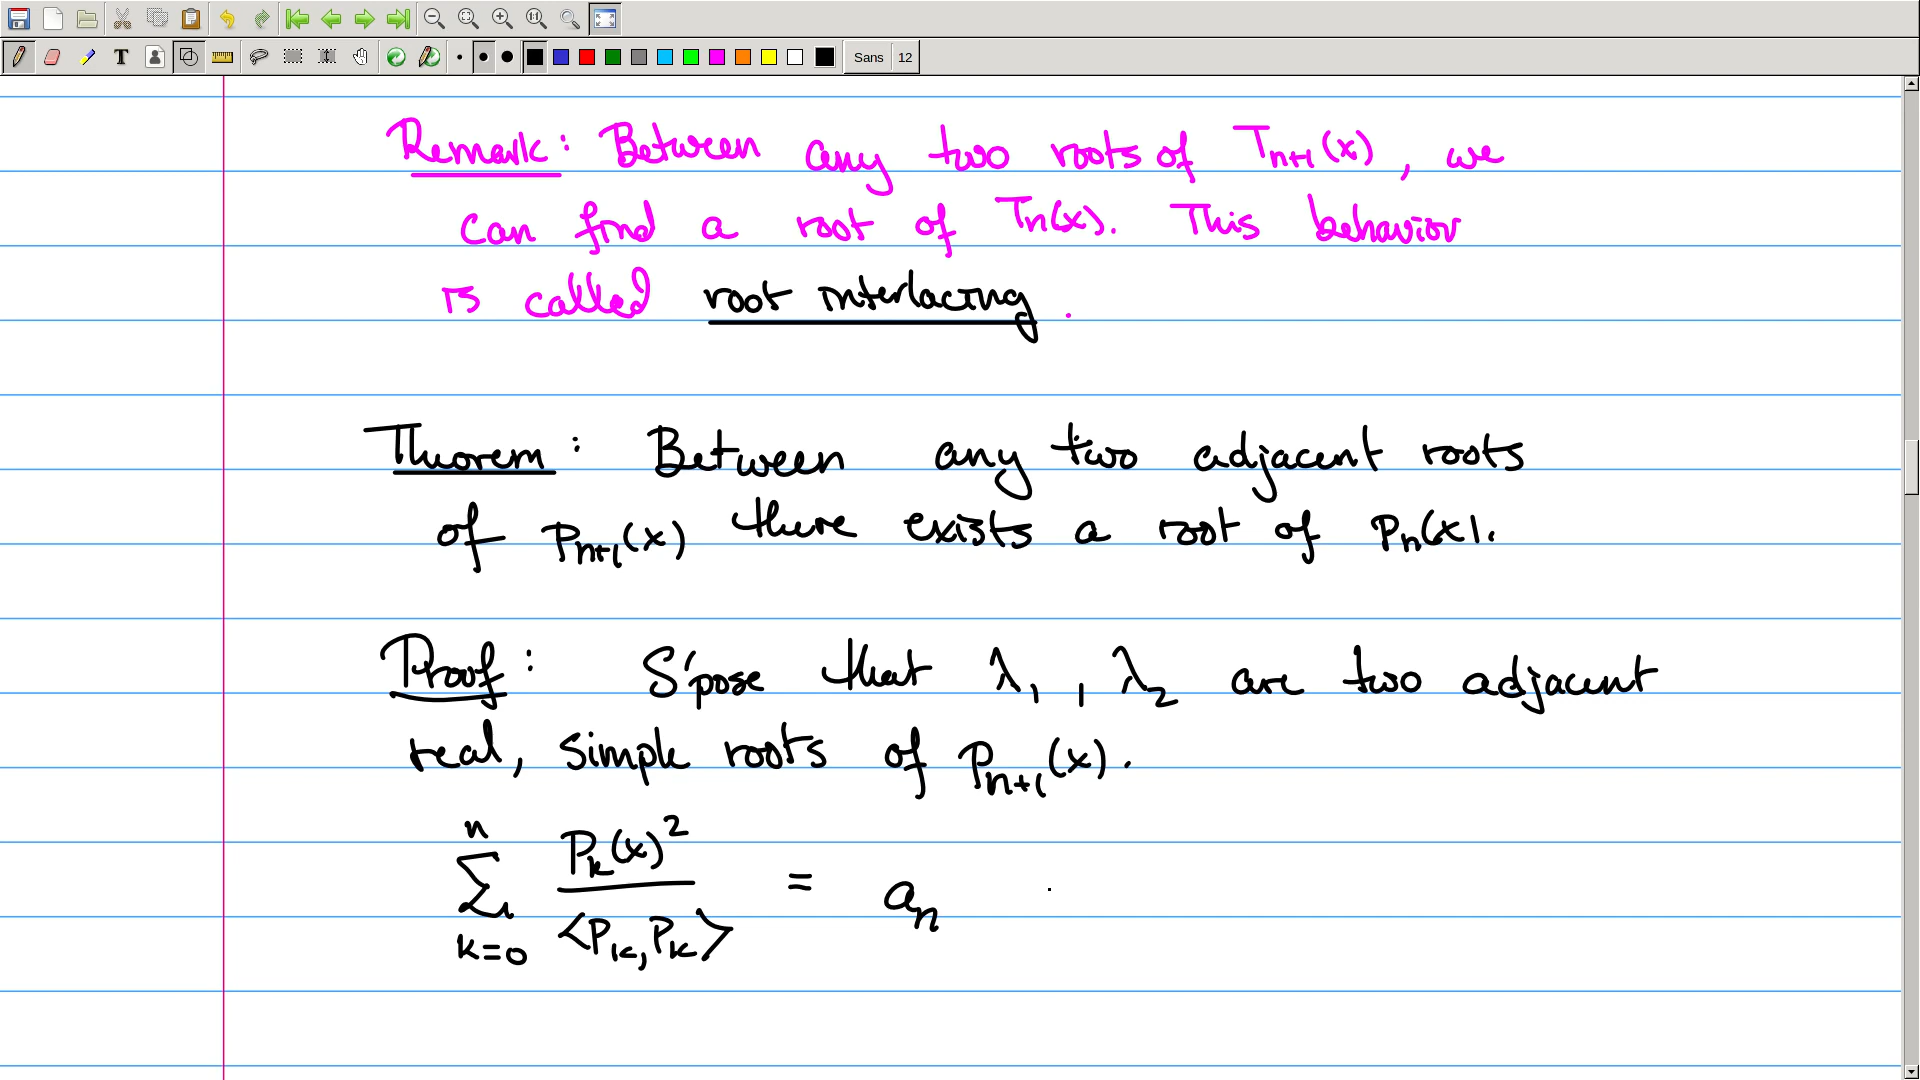 T
Sans 12
Remark: Between any two roots of Tn+1(x), we
can find a root of Tn(x). This behavior
is called root interlacing.
Theorem: Between any two adjacent roots
of Pn+1(x) there exists a root of Pn(x).
Proof: S'pose that λ₁, λ₂ are two adjacent
real, simple roots of Pn+1(x).
∑_{k=0}^{n} Pk(x)² / <Pk, Pk> = an